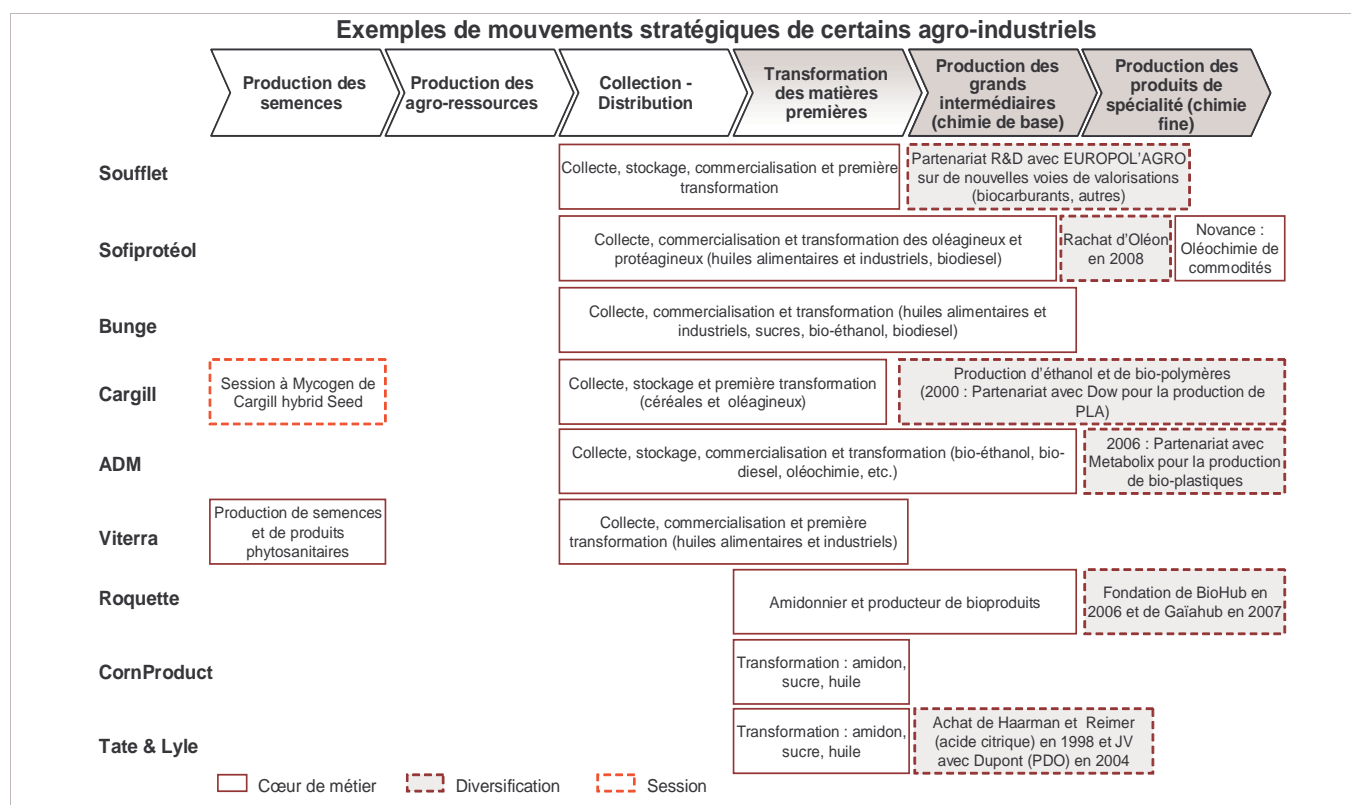 Exemples de mouvements stratégiques de certains agro-industriels
Production des
semences
Production des
agro-ressources
Collection -
Distribution
Transformation
des matières
premières
Production des
grands
intermédiaires
(chimie de base)
Production des
produits de
spécialité (chimie
fine)
Soufflet
Collecte, stockage, commercialisation et première
transformation
Partenariat R&D avec EUROPOL'AGRO
sur de nouvelles voies de valorisations
(biocarburants, autres)
Sofiprotéol
Collecte, commercialisation et transformation des oléagineux et
protéagineux (huiles alimentaires et industriels, biodiesel)
Rachat d'Oléon
en 2008
Novance :
Oléochimie de
commodités
Bunge
Collecte, commercialisation et transformation (huiles alimentaires et
industriels, sucres, bio-éthanol, biodiesel)
Cargill
Session à Mycogen de
Cargill hybrid Seed
Collecte, stockage et première transformation
(céréales et oléagineux)
Production d'éthanol et de bio-polymères
(2000 : Partenariat avec Dow pour la production de
PLA)
ADM
Collecte, stockage, commercialisation et transformation (bio-éthanol, bio-
diesel, oléochimie, etc.)
2006 : Partenariat avec
Metabolix pour la production
de bio-plastiques
Viterra
Production de semences
et de produits
phytosanitaires
Collecte, commercialisation et première
transformation (huiles alimentaires et industriels)
Roquette
Amidonnier et producteur de bioproduits
Fondation de BioHub en
2006 et de Gaïahub en 2007
CornProduct
Transformation : amidon,
sucre, huile
Tate & Lyle
Transformation : amidon,
sucre, huile
Achat de Haarman et Reimer
(acide citrique) en 1998 et JV
avec Dupont (PDO) en 2004
Cœur de métier
Diversification
Session